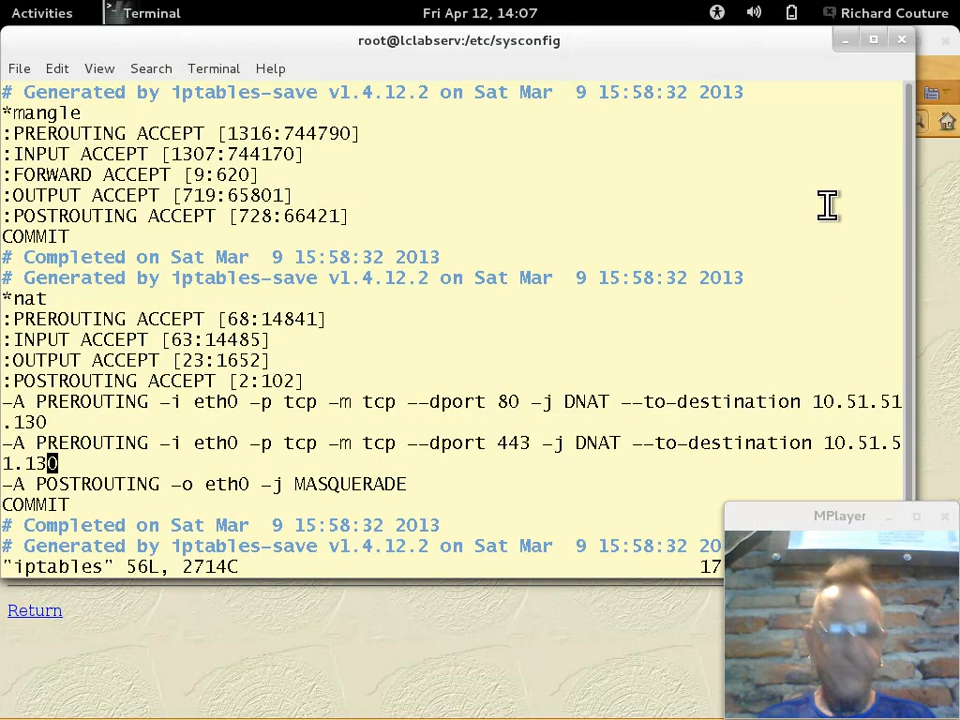 Activities Terminal Fri Apr 12, 14:07 Richard Couture
root@lclabserv:/etc/sysconfig
File Edit View Search Terminal Help
# Generated by iptables-save v1.4.12.2 on Sat Mar  9 15:58:32 2013
*mangle
:PREROUTING ACCEPT [1316:744790]
:INPUT ACCEPT [1307:744170]
:FORWARD ACCEPT [9:620]
:OUTPUT ACCEPT [719:65801]
:POSTROUTING ACCEPT [728:66421]
COMMIT
# Completed on Sat Mar  9 15:58:32 2013
# Generated by iptables-save v1.4.12.2 on Sat Mar  9 15:58:32 2013
*nat
:PREROUTING ACCEPT [68:14841]
:INPUT ACCEPT [63:14485]
:OUTPUT ACCEPT [23:1652]
:POSTROUTING ACCEPT [2:102]
-A PREROUTING -i eth0 -p tcp -m tcp --dport 80 -j DNAT --to-destination 10.51.51
.130
-A PREROUTING -i eth0 -p tcp -m tcp --dport 443 -j DNAT --to-destination 10.51.5
1.130
-A POSTROUTING -o eth0 -j MASQUERADE
COMMIT
# Completed on Sat Mar  9 15:58:32 2013
# Generated by iptables-save v1.4.12.2 on Sat Mar  9 15:58:32 20
"iptables" 56L, 2714C 17
MPlayer
Return